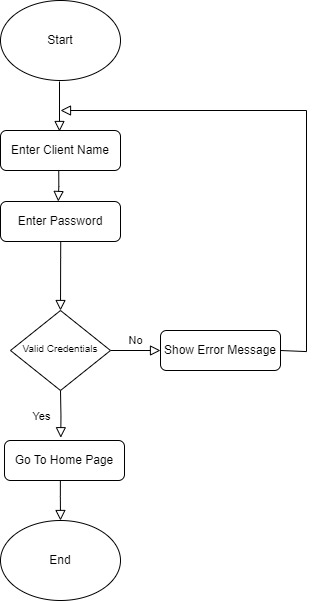 Start
Enter Client Name
Enter Password
Valid Credentials
No
Show Error Message
Yes
Go To Home Page
End